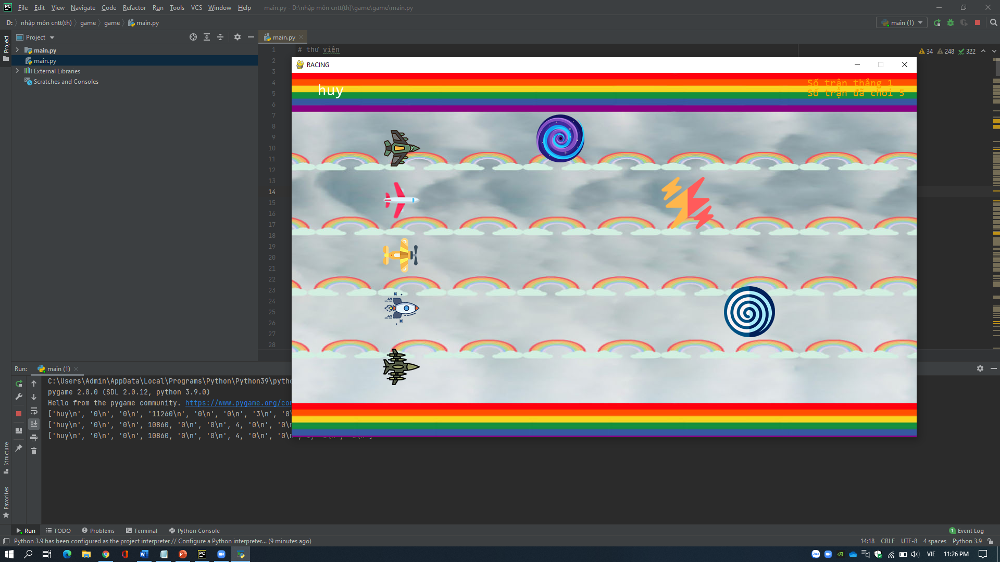 PC File Edit View Navigate Code Refactor Run Tools VCS Window Help main.py - D:\nhập môn cntt(th)\game\game\main.py
D: nhập môn cntt(th) game game main.py main (1)
Project main.py
Project
main.py
main.py
External Libraries
Scratches and Consoles
1 # thư viện
34 248 322
2
3
4
5
6
7
8
9
10
11
12
13
14
15
16
17
18
19
20
21
22
23
24
25
26
27
28
RACING
huy
Số trận thắng 1
Số trận đã chơi 5
Run: main (1)
C:\Users\Admin\AppData\Local\Programs\Python\Python39\pytho
pygame 2.0.0 (SDL 2.0.12, python 3.9.0)
Hello from the pygame community. https://www.pygame.org/co
['huy\n', '0\n', '0\n', '11260\n', '0\n', '0\n', '3\n', '0\
['huy\n', '0\n', '0\n', 10860, '0\n', '0\n', 4, '0\n', '0\n
['huy\n', '0\n', '0\n', 10860, '0\n', '0\n', 4, '0\n', '0\n
Structure
Favorites
Run TODO Problems Terminal Python Console 1 Event Log
Python 3.9 has been configured as the project interpreter // Configure a Python interpreter... (9 minutes ago) 14:18 CRLF UTF-8 4 spaces Python 3.9
Zalo VIE 11:26 PM